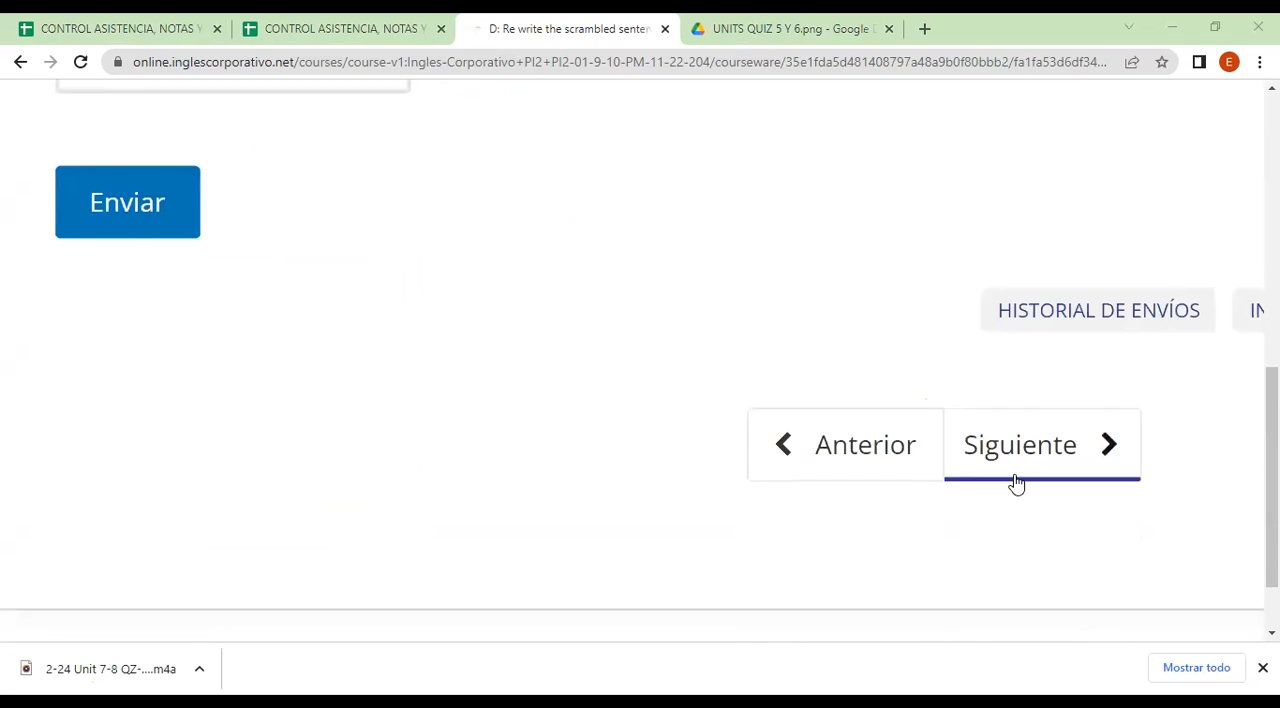 CONTROL ASISTENCIA, NOTAS Y
CONTROL ASISTENCIA, NOTAS Y
D: Re write the scrambled senten
UNITS QUIZ 5 Y 6.png - Google D
online.inglescorporativo.net/courses/course-v1:Ingles-Corporativo+PI2+PI2-01-9-10-PM-11-22-204/courseware/35e1fda5d481408797a48a9b0f80bbb2/fa1fa53d6df34...
E
Enviar
HISTORIAL DE ENVÍOS
IN
Anterior
Siguiente
2-24 Unit 7-8 QZ-....m4a
Mostrar todo